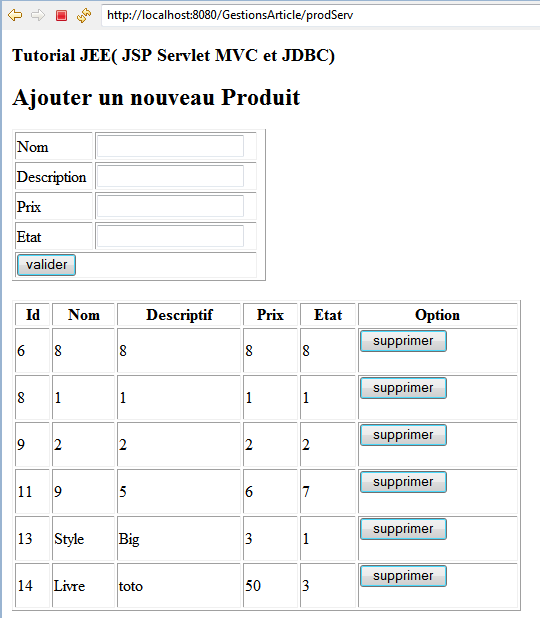 http://localhost:8080/GestionsArticle/prodServ
Tutorial JEE( JSP Servlet MVC et JDBC)
Ajouter un nouveau Produit
Nom
Description
Prix
Etat
valider
Id Nom Descriptif Prix Etat Option
6 8 8 8 8 supprimer
8 1 1 1 1 supprimer
9 2 2 2 2 supprimer
11 9 5 6 7 supprimer
13 Style Big 3 1 supprimer
14 Livre toto 50 3 supprimer